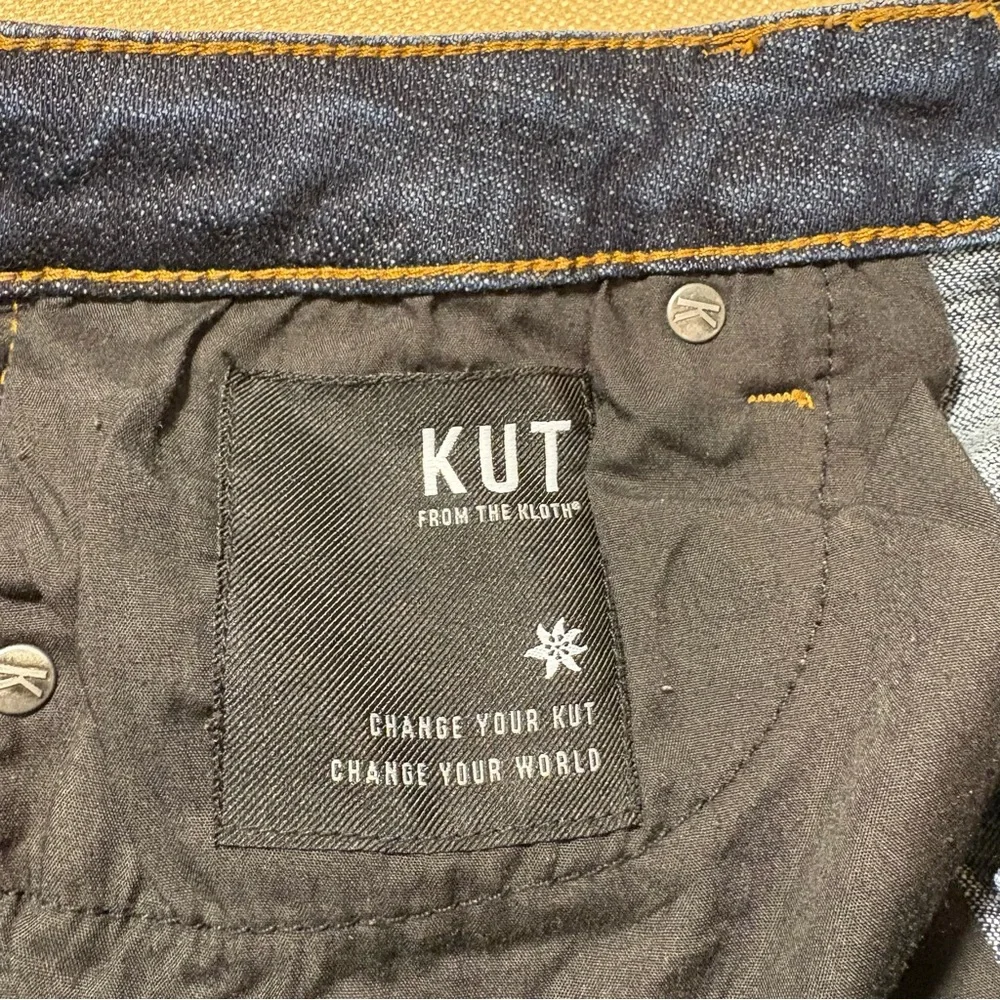 K
KUT
FROM THE KLOTH®
K
CHANGE YOUR KUT
CHANGE YOUR WORLD